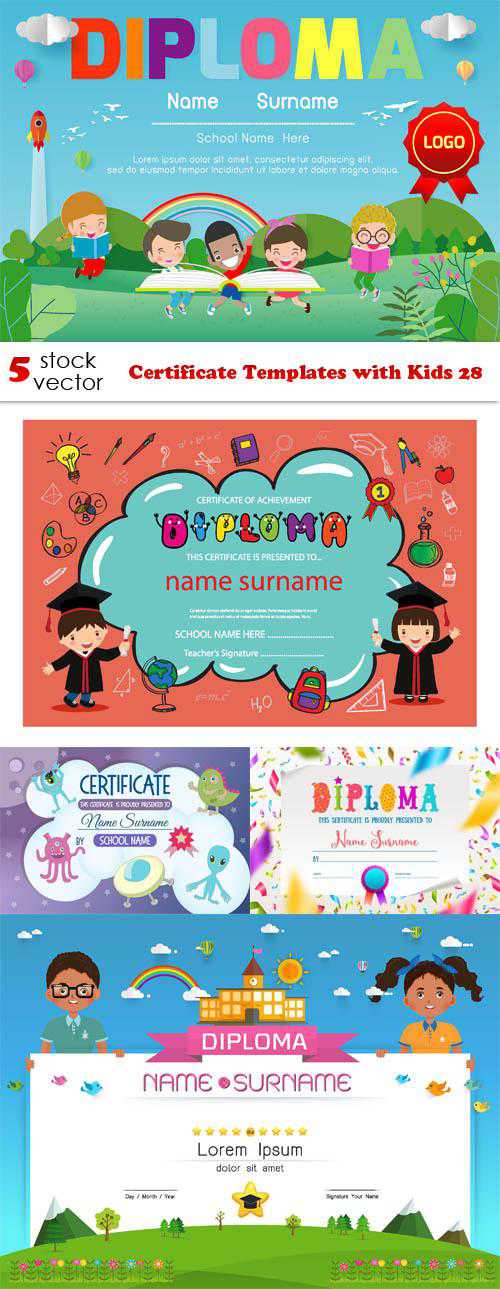 DIPLOMA
Name Surname
School Name Here
Lorem ipsum dolor sit amet, consectetur adipiscing elit,
sed do eiusmod tempor incididunt ut labore et dolore magna aliqua.
LOGO
5 stock vector
Certificate Templates with Kids 28
CERTIFICATE OF ACHIEVEMENT
DIPLOMA
THIS CERTIFICATE IS PRESENTED TO...
name surname
SCHOOL NAME HERE
Teacher's Signature
1
A B C
E=mc²
H₂O
CERTIFICATE
THIS CERTIFICATE IS PROUDLY PRESENTED TO
Name Surname
BY SCHOOL NAME
DIPLOMA
THIS CERTIFICATE IS PROUDLY PRESENTED TO
Name Surname
BY
DIPLOMA
NAME SURNAME
Lorem Ipsum
dolor sit amet
Day / Month / Year
Signature Your Name